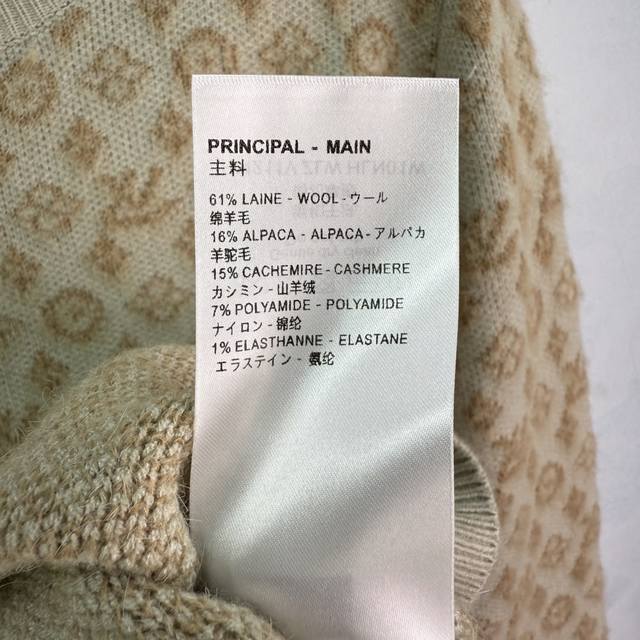 PRINCIPAL - MAIN
主料
61% LAINE - WOOL - ウール
绵羊毛
16% ALPACA - ALPACA - アルパカ
羊驼毛
15% CACHEMIRE - CASHMERE
カシミン - 山羊绒
7% POLYAMIDE - POLYAMIDE
ナイロン - 锦纶
1% ELASTHANNE - ELASTANE
エラステイン - 氨纶